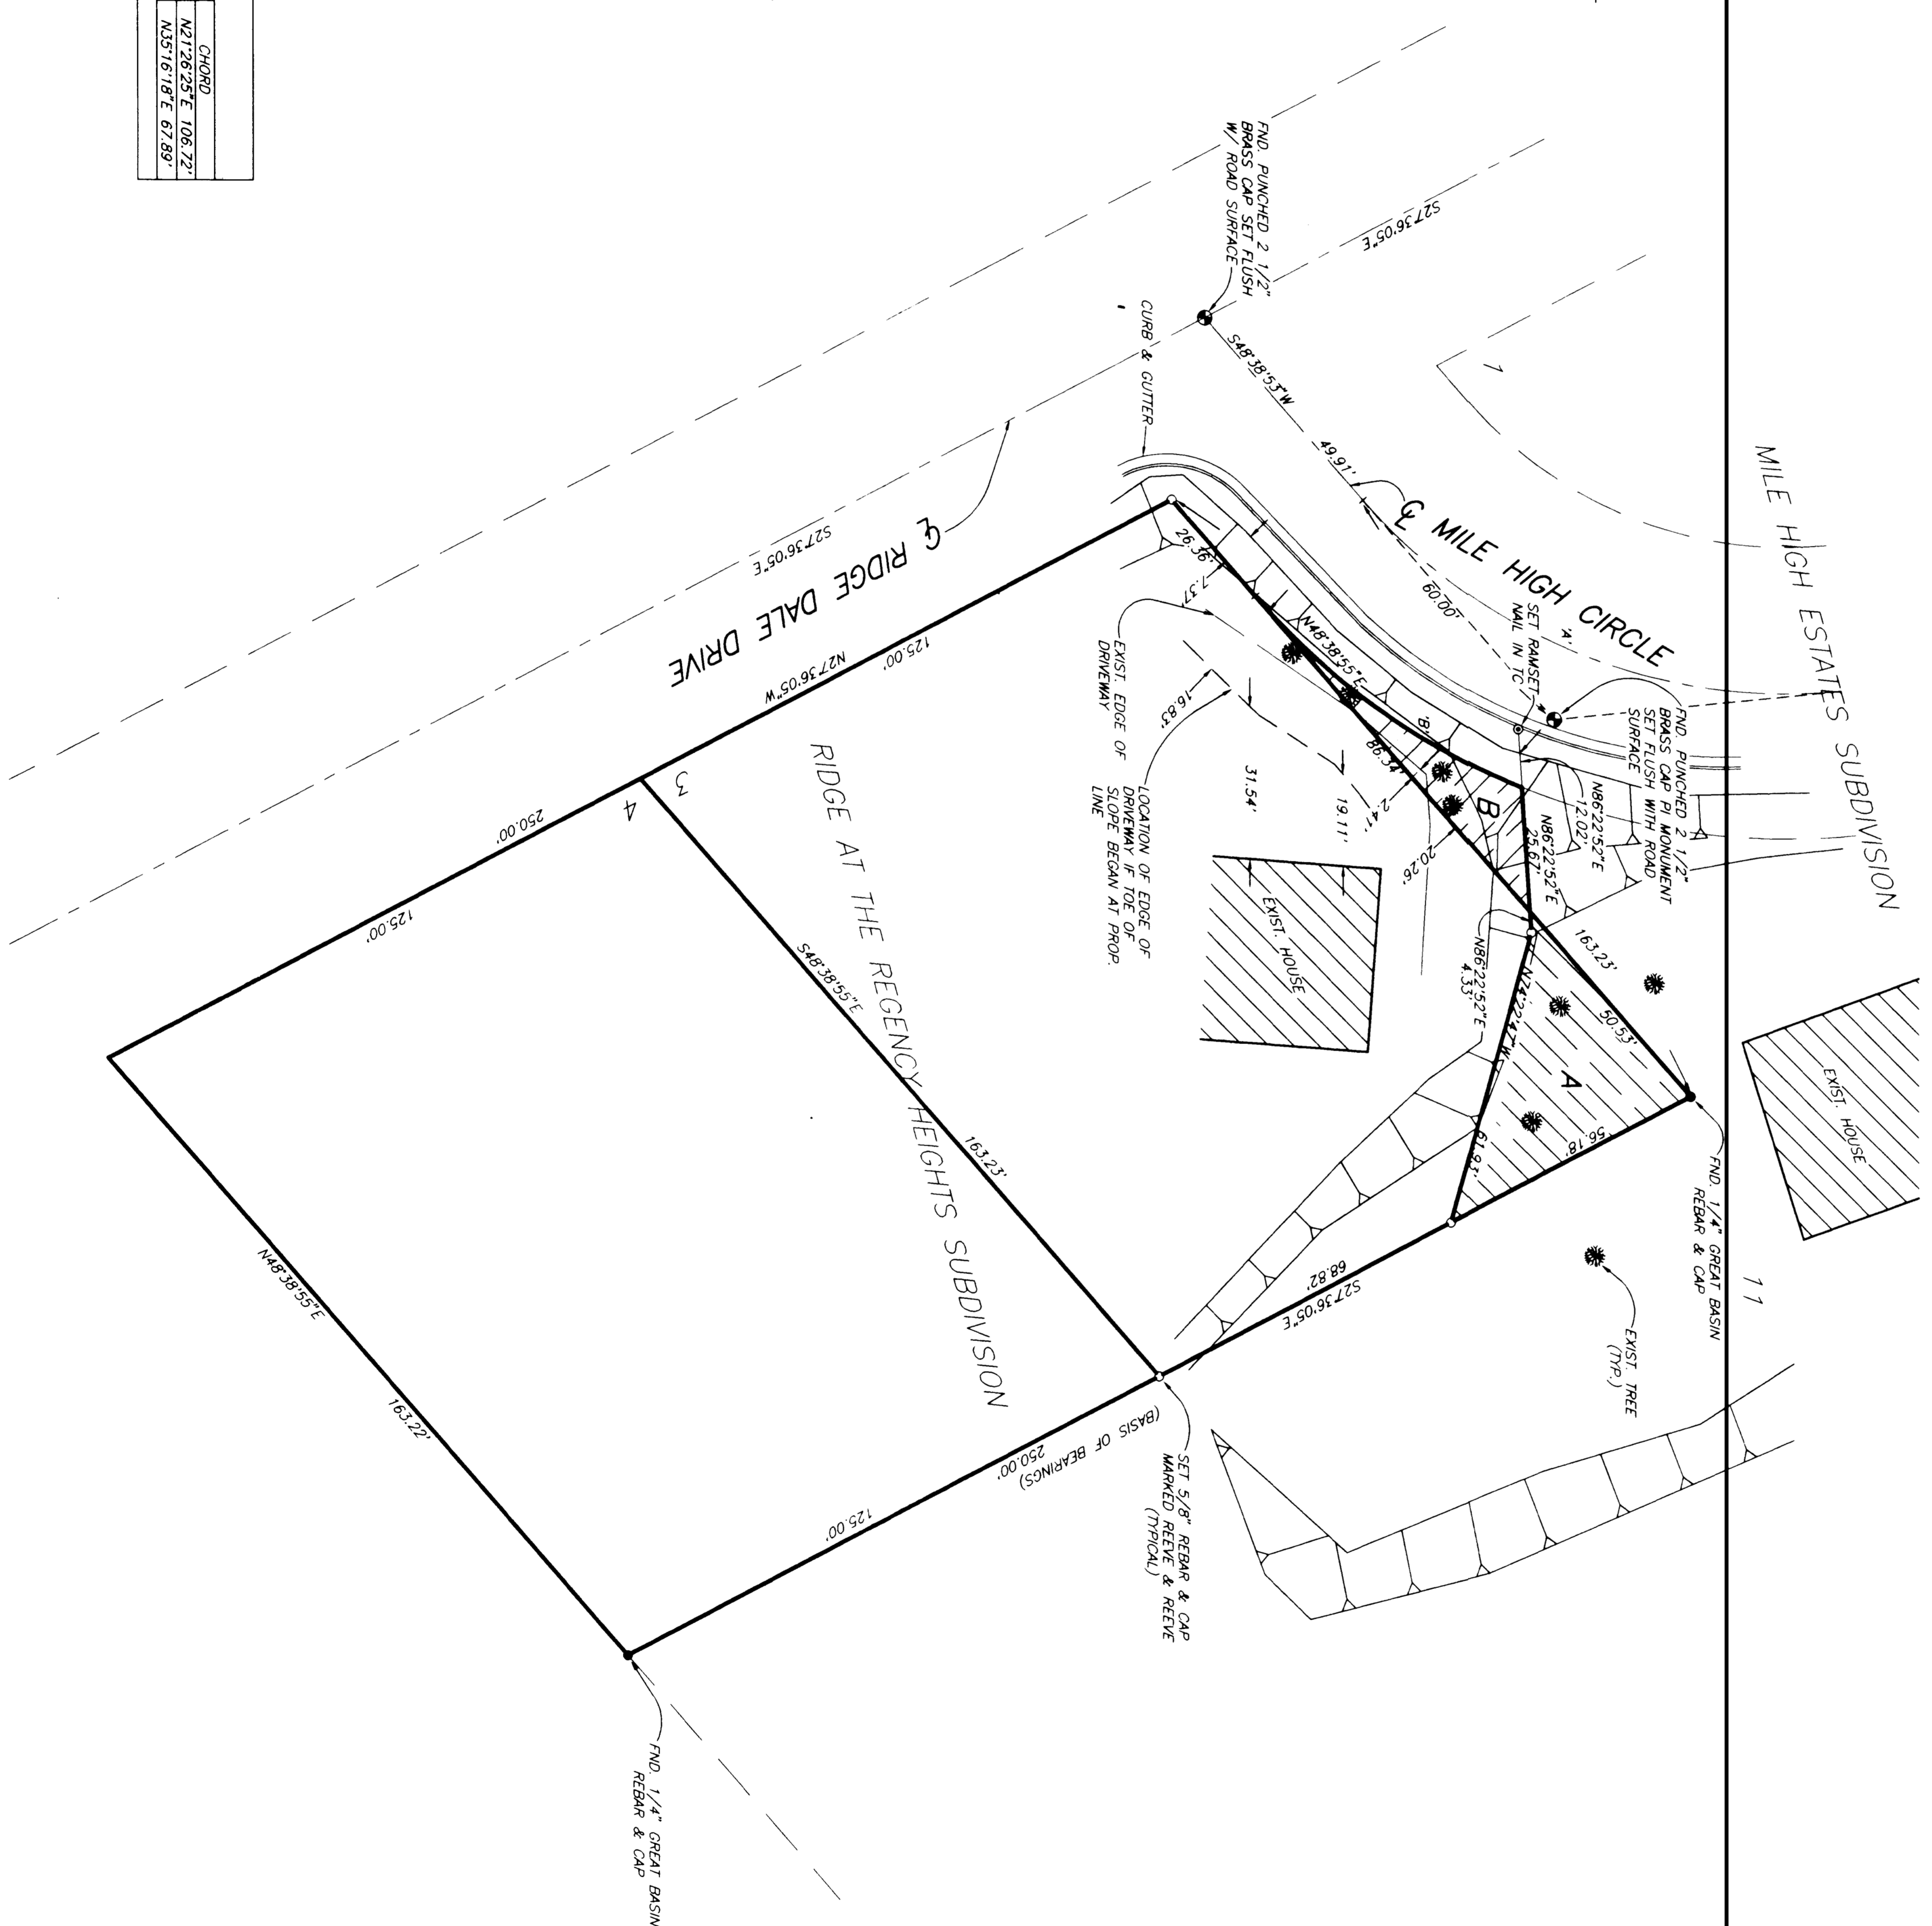 CHORD
N21°26'25"E 106.72'
N35°16'18"E 67.89'
FND. PUNCHED 2 1/2"
BRASS CAP SET FLUSH
W/ ROAD SURFACE
S27°36'05"E
S48°38'53"W
49.91'
1
CURB & GUTTER
℄ MILE HIGH CIRCLE
60.00'
'A'
MILE HIGH ESTATES SUBDIVISION
SET RAMSET
NAIL IN TC
FND. PUNCHED 2 1/2"
BRASS CAP PI MONUMENT
SET FLUSH WITH ROAD
SURFACE
N86°22'52"E
12.02'
N86°22'52"E
25.67'
26.36'
7.37'
N48°38'55"E
'B'
86.34'
2.41'
20.26'
B
EXIST. EDGE OF
DRIVEWAY
16.83'
LOCATION OF EDGE OF
DRIVEWAY IF TOE OF
SLOPE BEGAN AT PROP.
LINE
31.54'
19.11'
EXIST. HOUSE
N86°22'52"E
4.33'
N74°22'47"W
61.93'
163.23'
50.53'
A
56.18'
EXIST. HOUSE
FND. 1/4" GREAT BASIN
REBAR & CAP
11
EXIST. TREE
(TYP.)
68.82'
S27°36'05"E
℄ RIDGE DALE DRIVE
S27°36'05"E
125.00'
N27°36'05"W
3
4
250.00'
125.00'
RIDGE AT THE REGENCY HEIGHTS SUBDIVISION
S48°38'55"E
163.23'
N48°38'55"E
163.22'
(BASIS OF BEARINGS)
250.00'
125.00'
SET 5/8" REBAR & CAP
MARKED REEVE & REEVE
(TYPICAL)
FND. 1/4" GREAT BASIN
REBAR & CAP